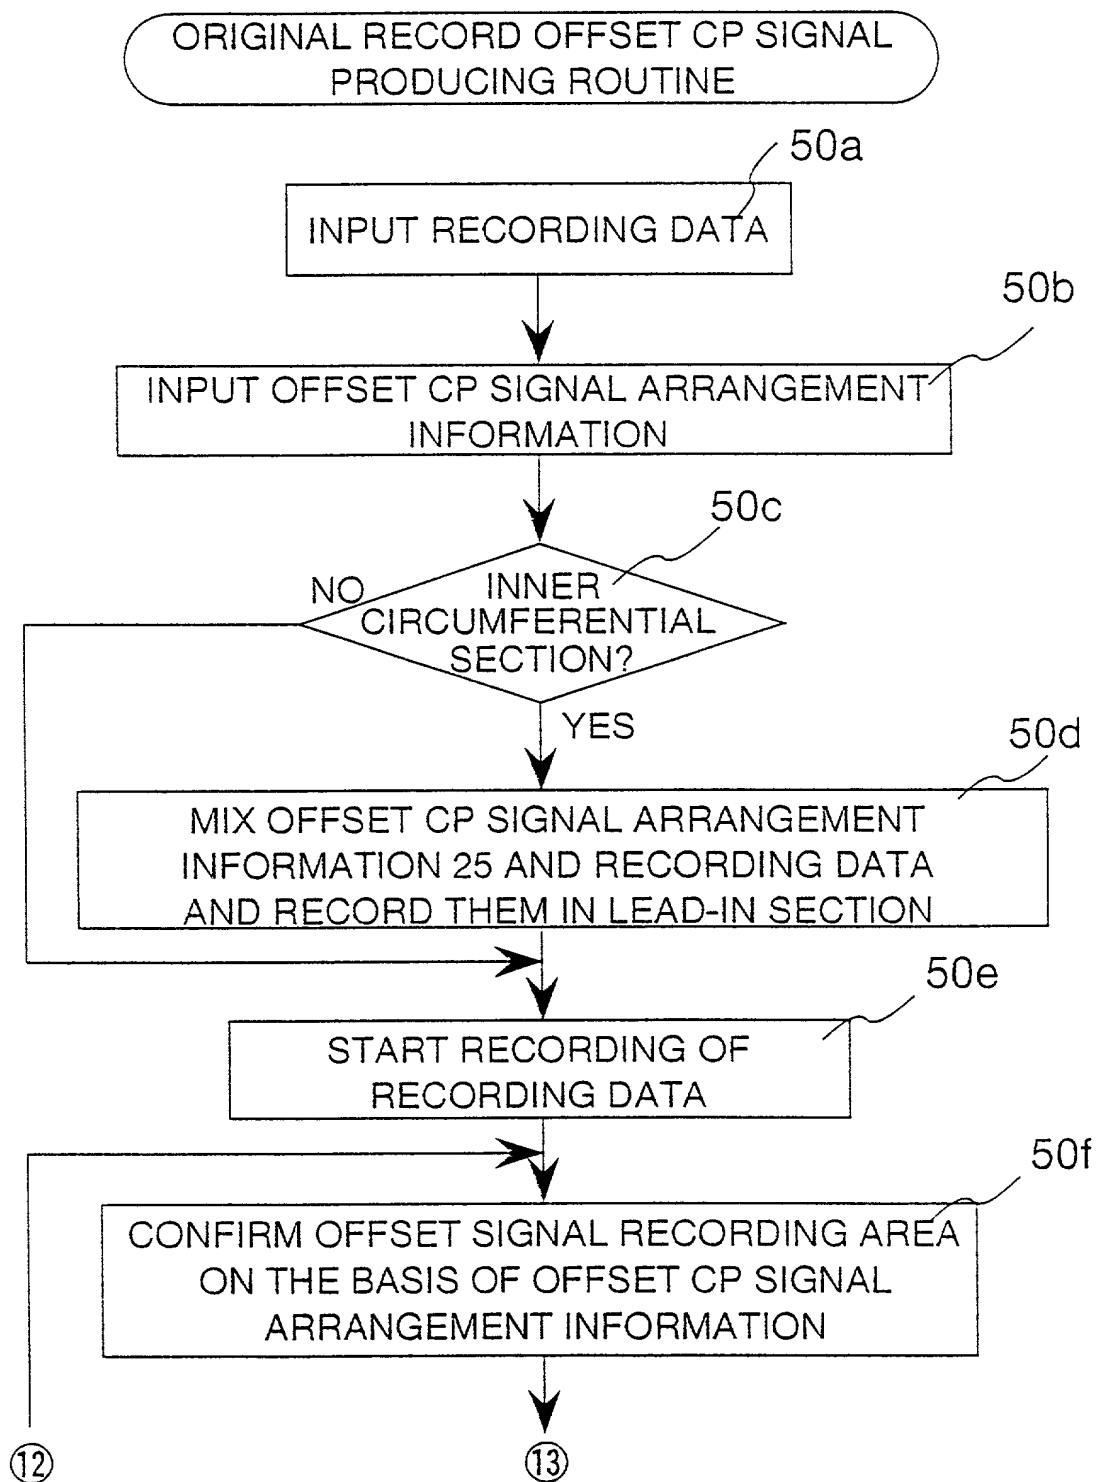 ORIGINAL RECORD OFFSET CP SIGNAL
PRODUCING ROUTINE
50a
INPUT RECORDING DATA
50b
INPUT OFFSET CP SIGNAL ARRANGEMENT
INFORMATION
50c
NO
INNER
CIRCUMFERENTIAL
SECTION?
YES
50d
MIX OFFSET CP SIGNAL ARRANGEMENT
INFORMATION 25 AND RECORDING DATA
AND RECORD THEM IN LEAD-IN SECTION
50e
START RECORDING OF
RECORDING DATA
50f
CONFIRM OFFSET SIGNAL RECORDING AREA
ON THE BASIS OF OFFSET CP SIGNAL
ARRANGEMENT INFORMATION
⑫ ⑬